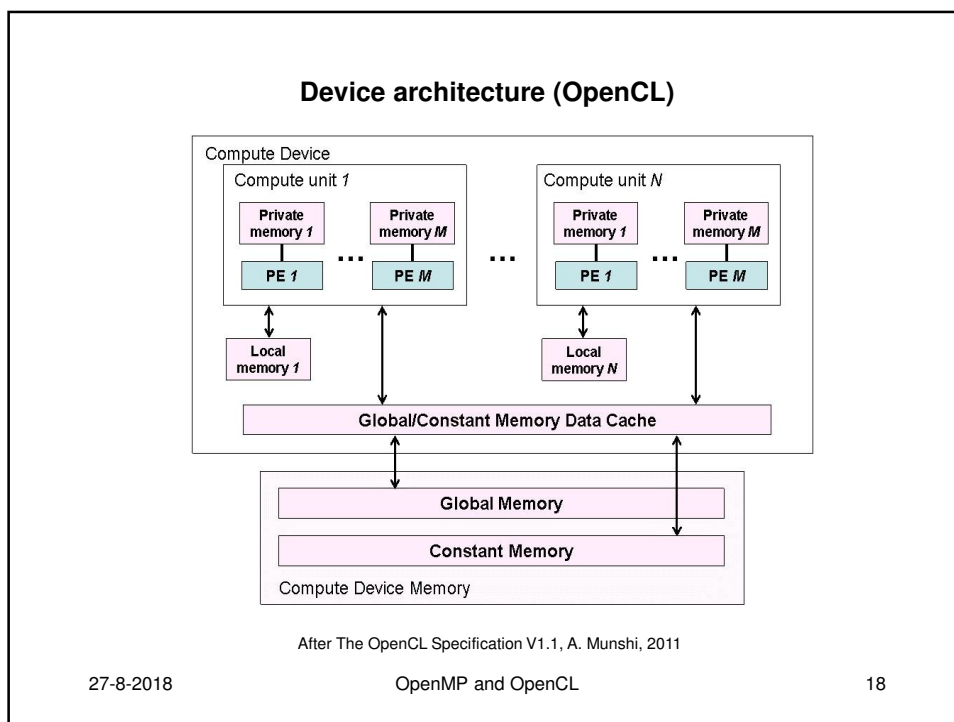 Device architecture (OpenCL)
Compute Device
Compute unit 1
Compute unit N
Private
memory 1
Private
memory M
Private
memory 1
Private
memory M
...
...
...
PE 1
PE M
PE 1
PE M
Local
memory 1
Local
memory N
Global/Constant Memory Data Cache
Global Memory
Constant Memory
Compute Device Memory
After The OpenCL Specification V1.1, A. Munshi, 2011
27-8-2018
OpenMP and OpenCL
18